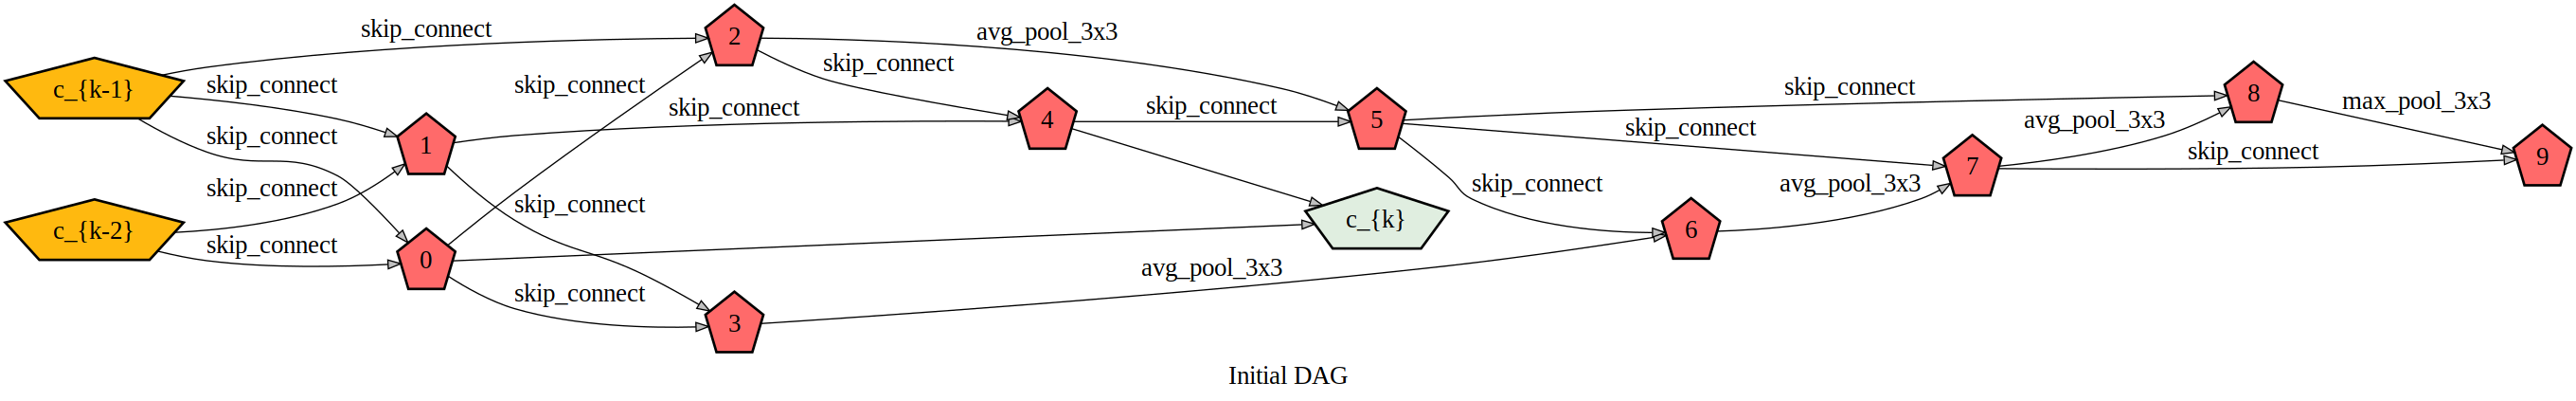 skip_connect
2
avg_pool_3x3
skip_connect
c_{k-1}
skip_connect
skip_connect
skip_connect
8
max_pool_3x3
skip_connect
4
skip_connect
5
skip_connect
avg_pool_3x3
skip_connect
1
skip_connect
9
7
skip_connect
skip_connect
skip_connect
avg_pool_3x3
c_{k-2}
c_{k}
6
skip_connect
0
avg_pool_3x3
skip_connect
3
Initial DAG